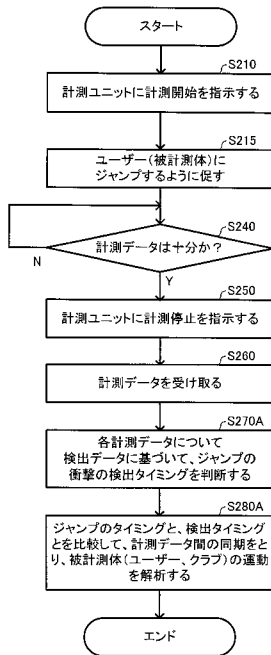 スタート
S210
計測ユニットに計測開始を指示する
S215
ユーザー(被計測体)に
ジャンプするように促す
S240
計測データは十分か?
N
Y
S250
計測ユニットに計測停止を指示する
S260
計測データを受け取る
S270A
各計測データについて
検出データに基づいて、ジャンプの
衝撃の検出タイミングを判断する
S280A
ジャンプのタイミングと、検出タイミング
とを比較して、計測データ間の同期をと
り、被計測体(ユーザー、クラブ)の運動
を解析する
エンド